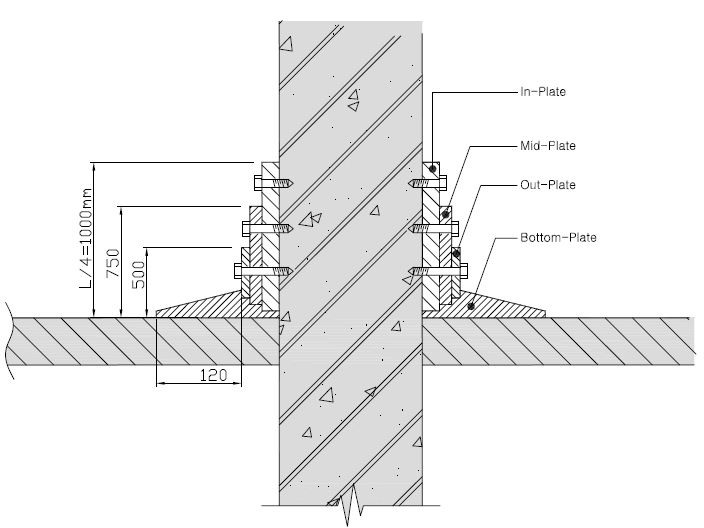 In-Plate
Mid-Plate
Out-Plate
Bottom-Plate
L/4=1000mm
750
500
120